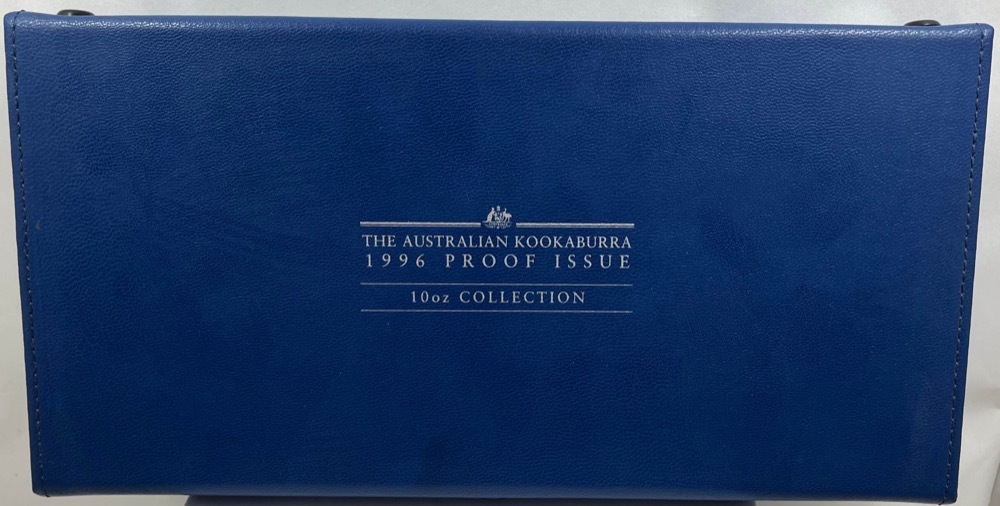 THE AUSTRALIAN KOOKABURRA
1996 PROOF ISSUE
10oz COLLECTION